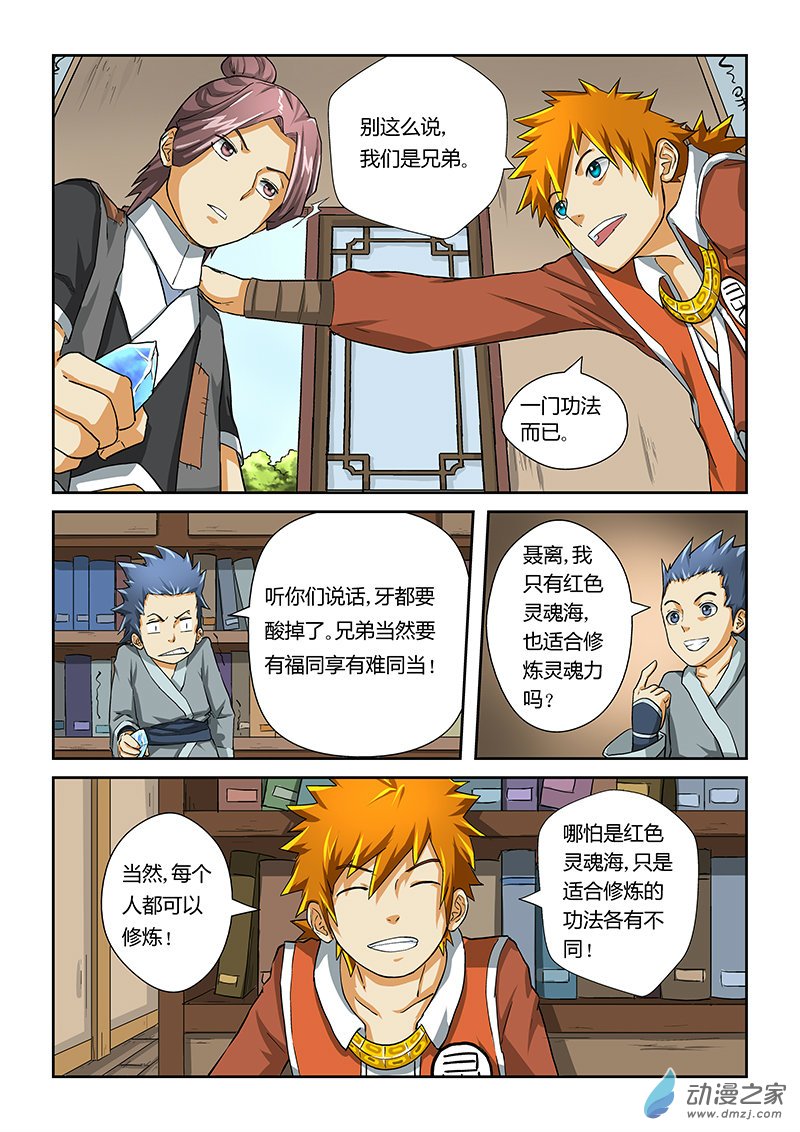 别这么说,
我们是兄弟。
一门功法
而已。
听你们说话,牙都要
酸掉了。兄弟当然要
有福同享有难同当!
聂离,我
只有红色
灵魂海,
也适合修
炼灵魂力
吗?
当然,每个
人都可以
修炼!
哪怕是红色
灵魂海,只是
适合修炼的
功法各有不
同!
动漫之家
www.dmzj.com